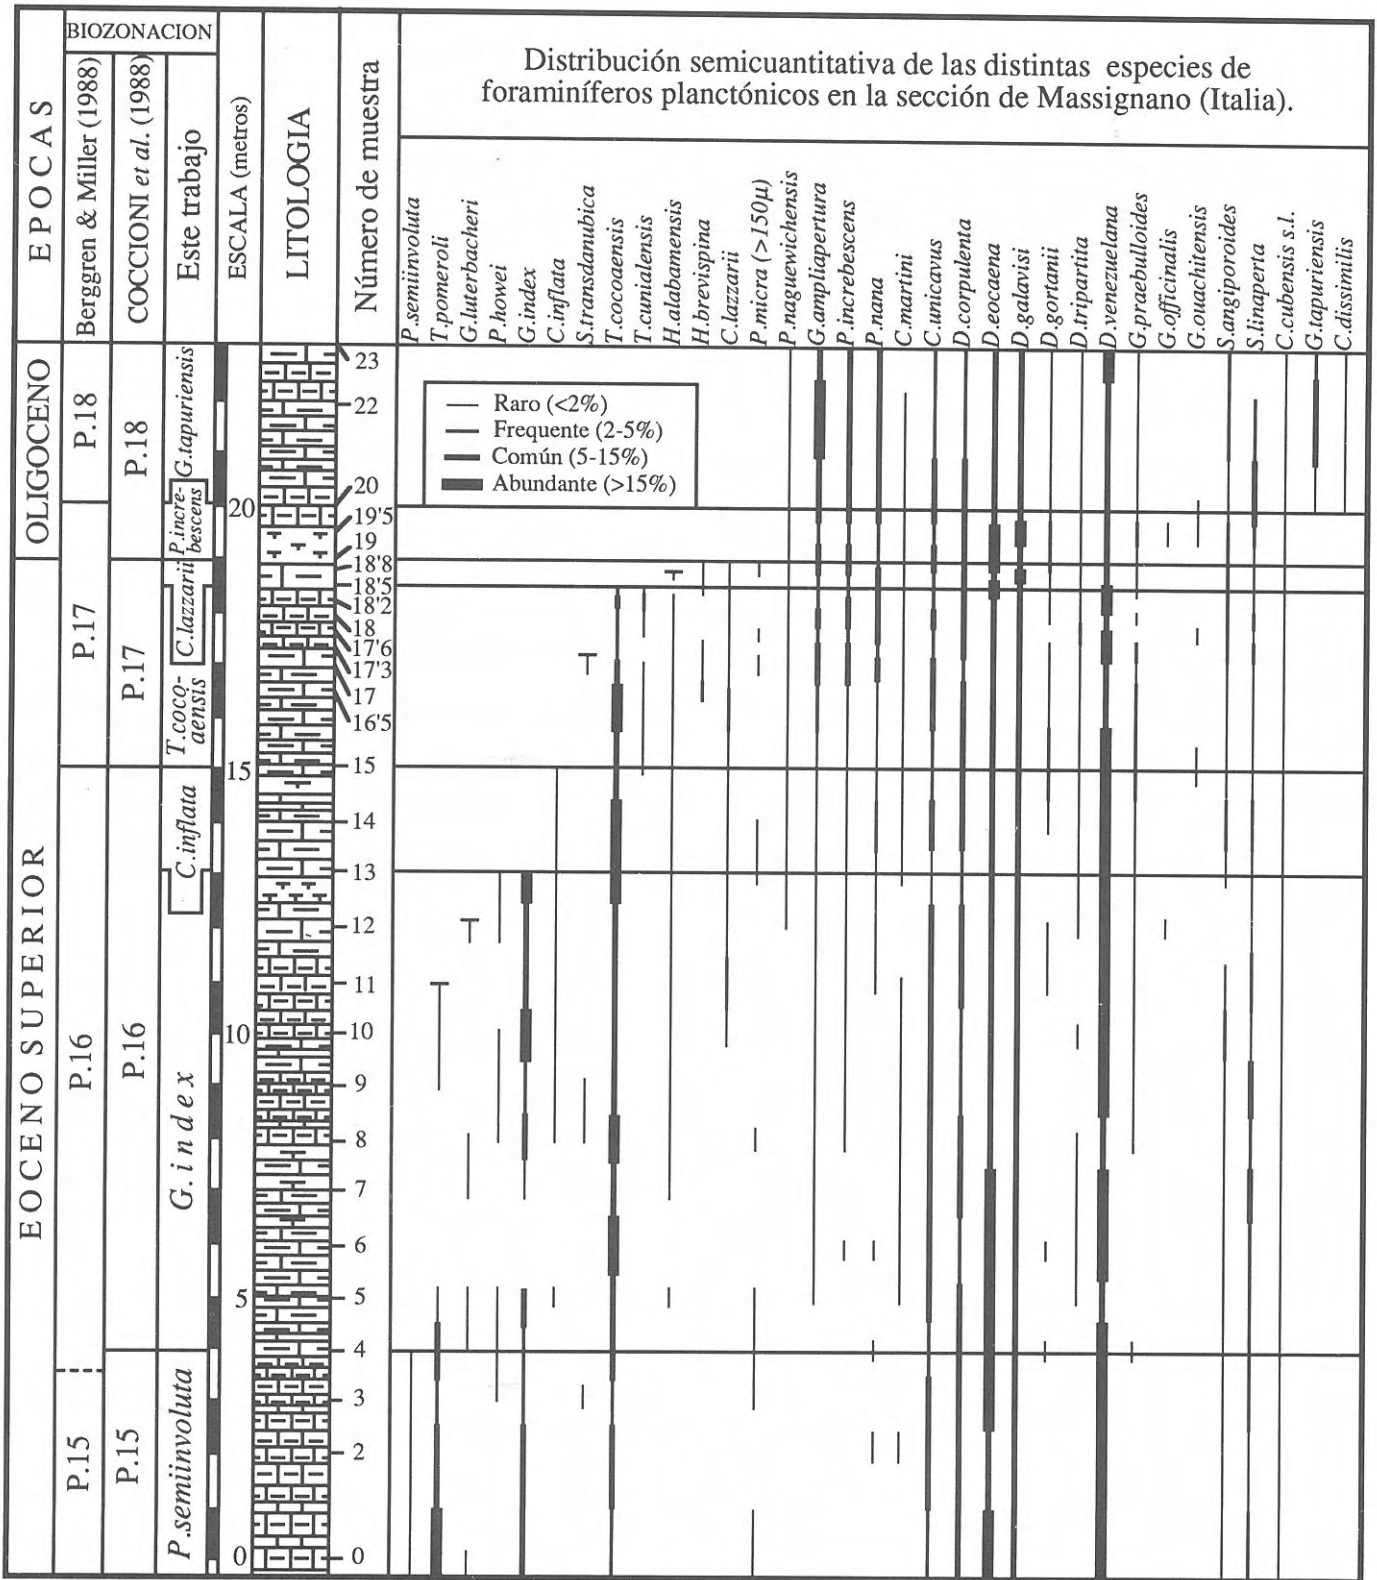 Distribución semicuantitativa de las distintas especies de
foraminíferos planctónicos en la sección de Massignano (Italia).
EPOCAS
BIOZONACION
Berggren & Miller (1988)
COCCIONI et al. (1988)
Este trabajo
ESCALA (metros)
LITOLOGIA
Número de muestra
P.semiinvoluta
T.pomeroli
G.luterbacheri
P.howei
G.index
C.inflata
S.transdanubica
T.cocoaensis
T.cunialensis
H.alabamensis
H.brevispina
C.lazzarii
P.micra (>150µ)
P.naguewichensis
G.ampliapertura
P.increbescens
P.nana
C.martini
C.unicavus
D.corpulenta
D.eocaena
D.galavisi
D.gortanii
D.tripartita
D.venezuelana
G.praebulloides
G.officinalis
G.ouachitensis
S.angiporoides
S.linaperta
C.cubensis s.l.
G.tapuriensis
C.dissimilis
Raro (<2%)
Frequente (2-5%)
Común (5-15%)
Abundante (>15%)
OLIGOCENO
EOCENO SUPERIOR
P.18
P.17
P.16
P.15
P.18
P.17
P.16
P.15
G.tapuriensis
P.incre-
bescens
C.lazzarii
T.coco-
aensis
C.inflata
G.index
P.semiinvoluta
20
15
10
5
0
23
22
20
19'5
19
18'8
18'5
18'2
18
17'6
17'3
17
16'5
15
14
13
12
11
10
9
8
7
6
5
4
3
2
0